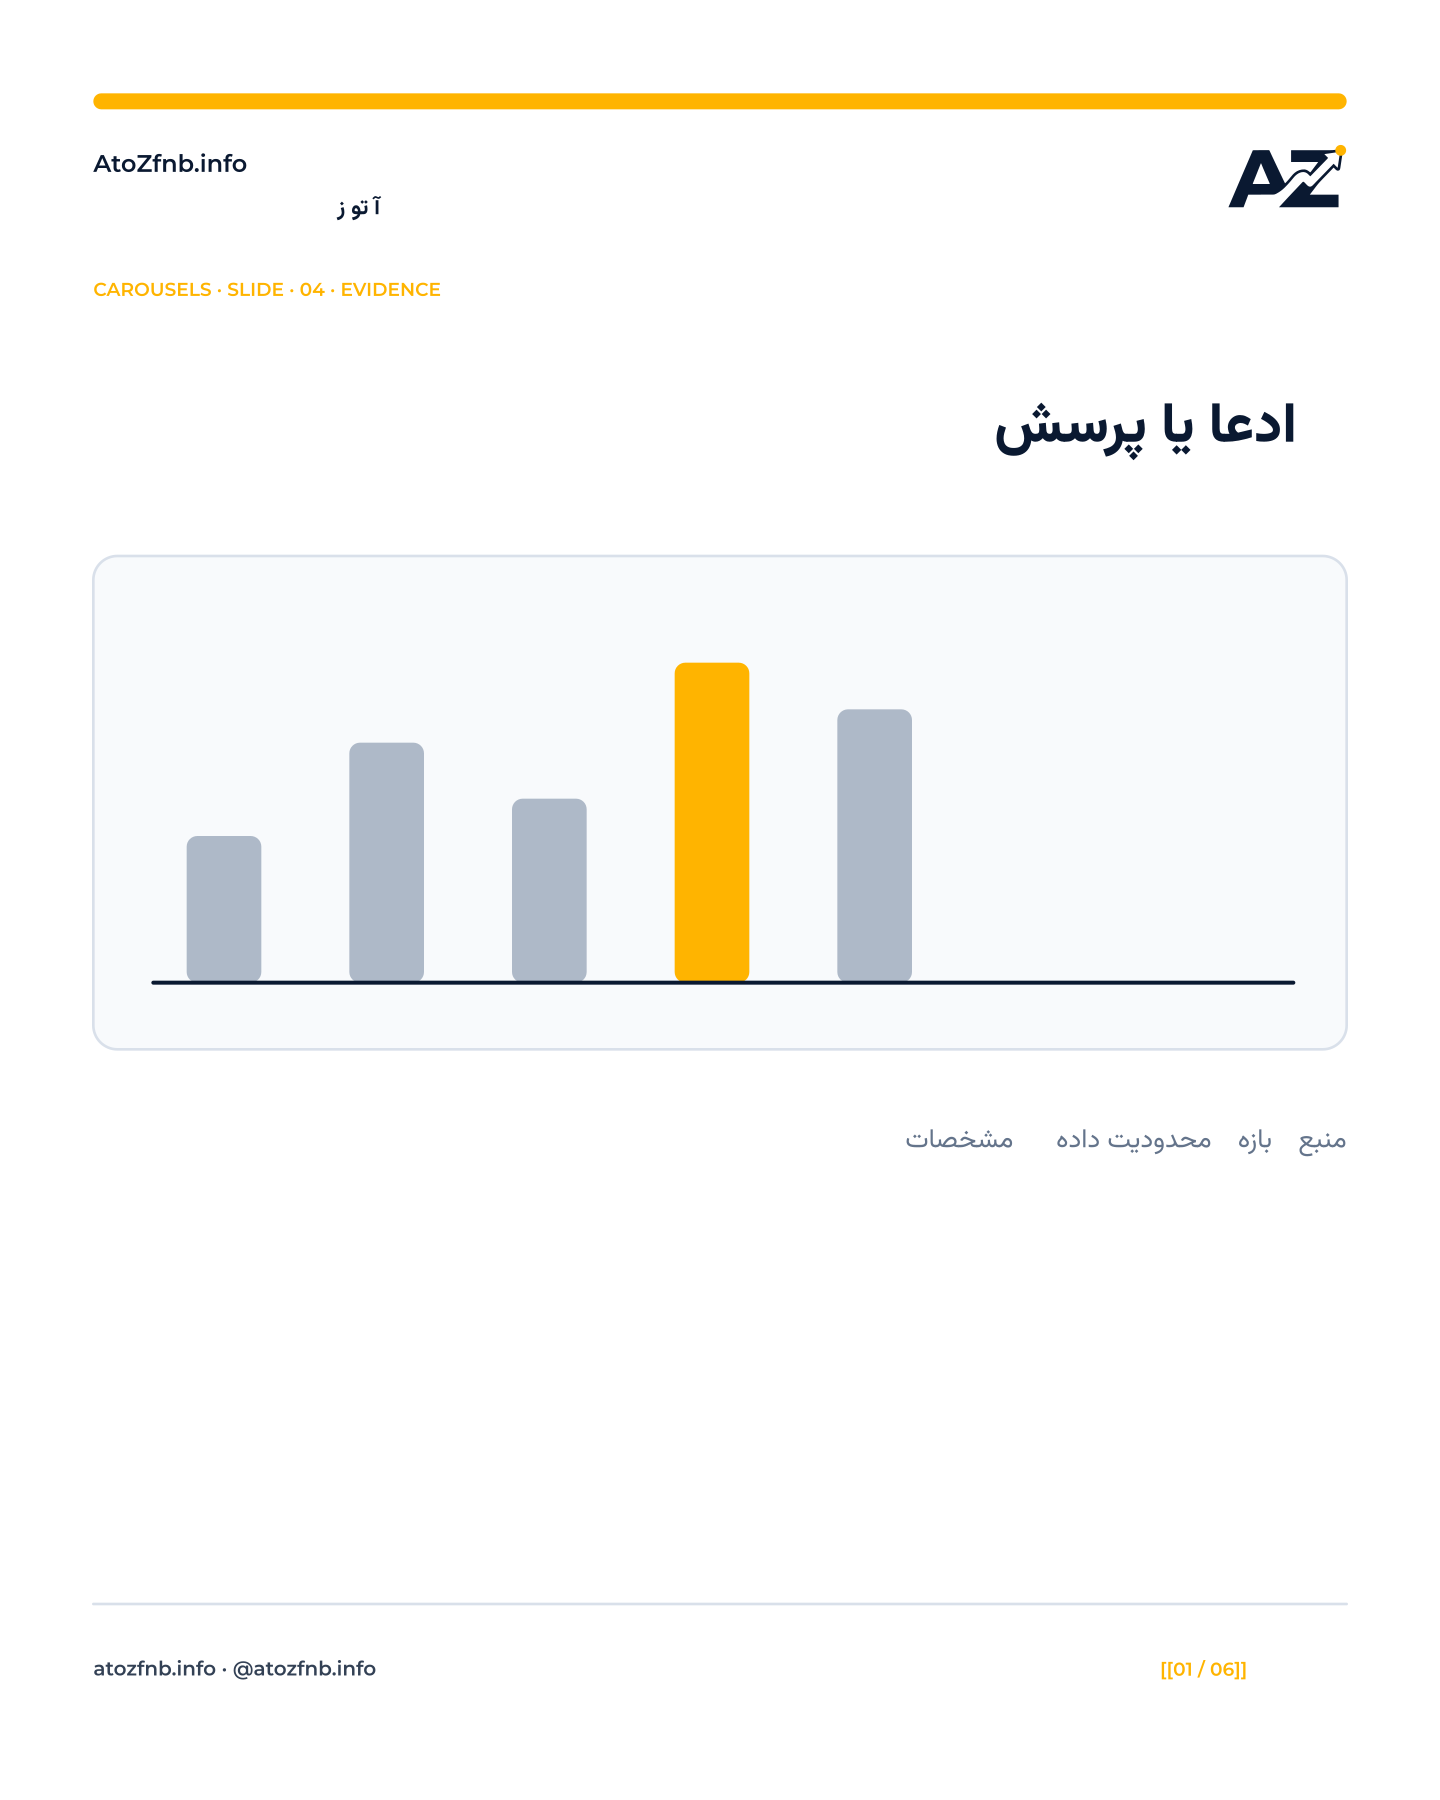 AtoZfnb.info
AZ
آ تو ز
CAROUSELS · SLIDE · 04 · EVIDENCE
ادعا یا پرسش
منبع بازه محدودیت داده مشخصات
atozfnb.info · @atozfnb.info
[[01 / 06]]